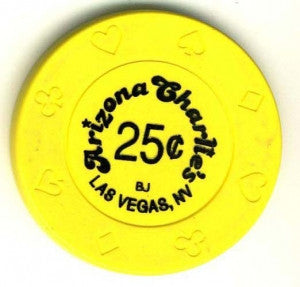 Arizona Charlie's
25¢
BJ
LAS VEGAS, NV